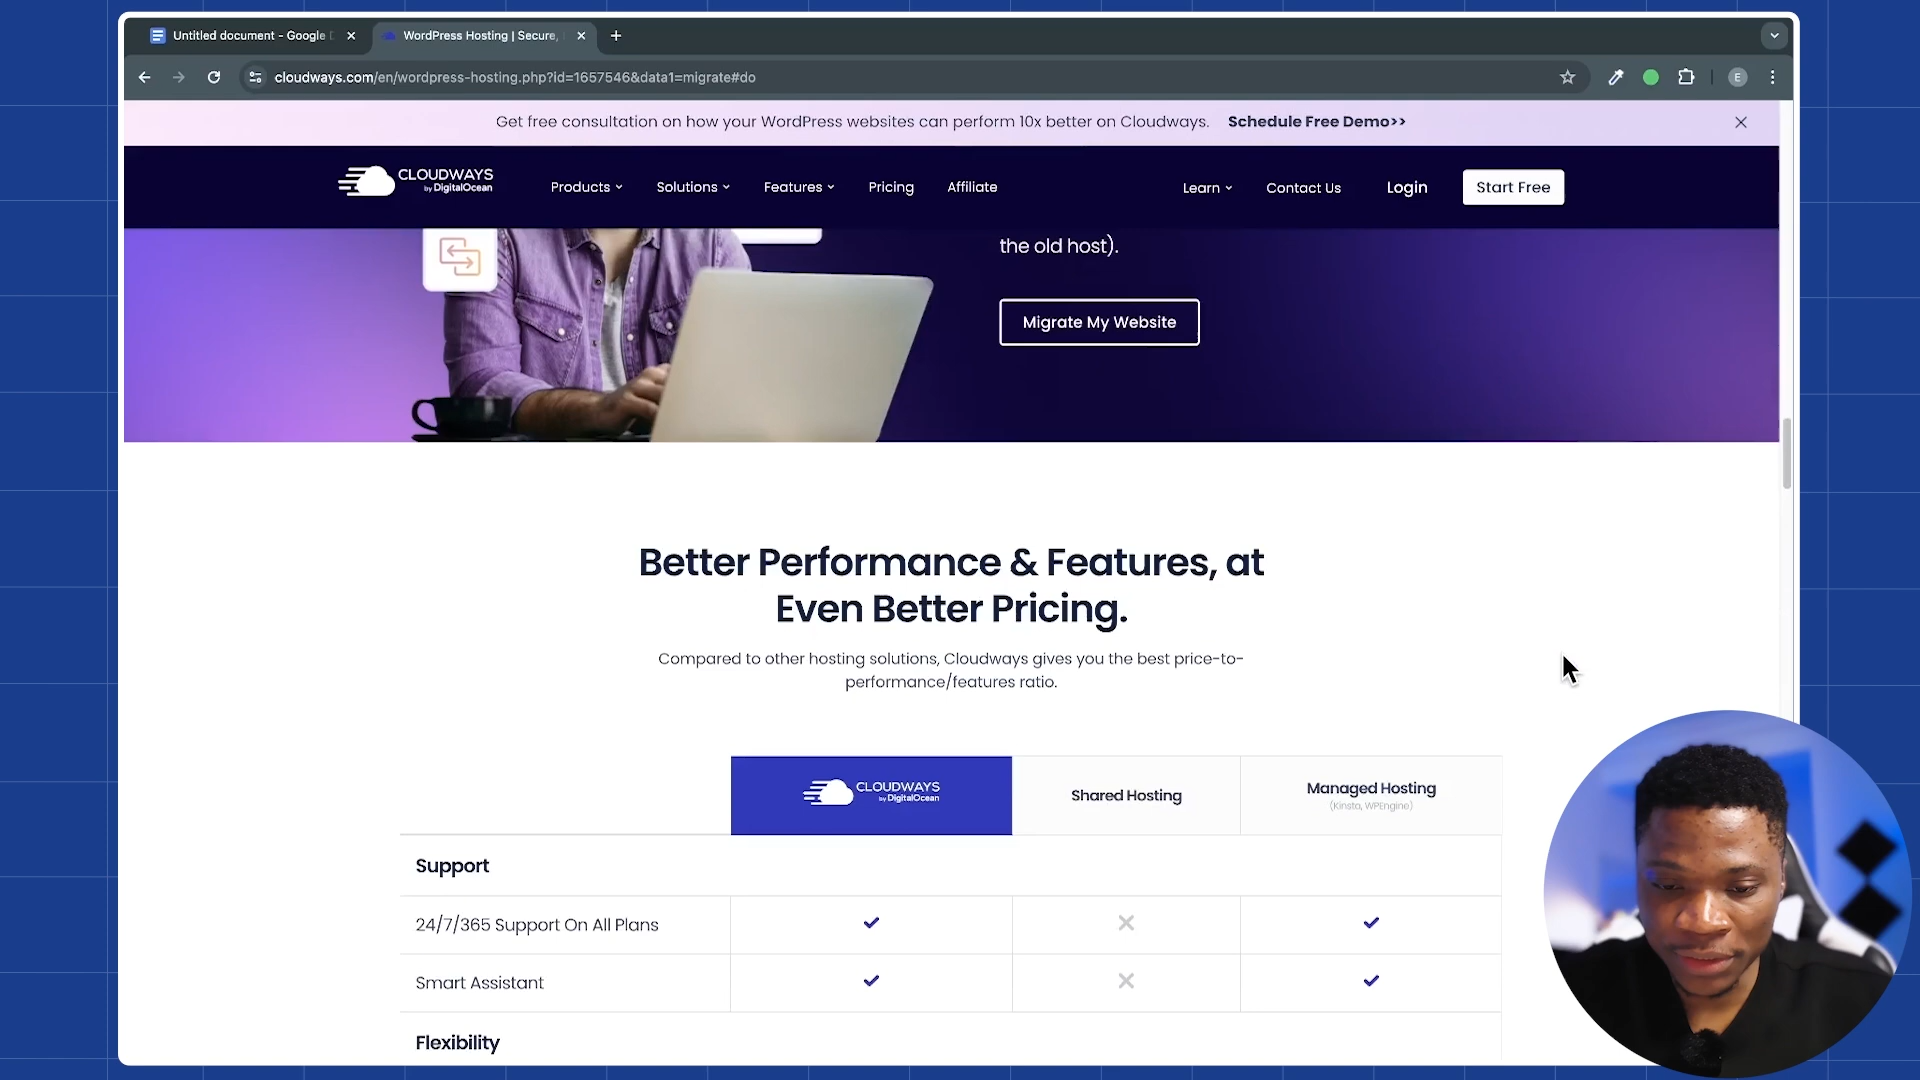 Untitled document - Google
WordPress Hosting | Secure,
cloudways.com/en/wordpress-hosting.php?id=1657546&data1=migrate#do
E
Get free consultation on how your WordPress websites can perform 10x better on Cloudways. Schedule Free Demo>>
CLOUDWAYS
by DigitalOcean
Products
Solutions
Features
Pricing
Affiliate
Learn
Contact Us
Login
Start Free
the old host).
Migrate My Website
Better Performance & Features, at
Even Better Pricing.
Compared to other hosting solutions, Cloudways gives you the best price-to-
performance/features ratio.
CLOUDWAYS
by DigitalOcean
Shared Hosting
Managed Hosting
(Kinsta, WPEngine)
Support
24/7/365 Support On All Plans
Smart Assistant
Flexibility